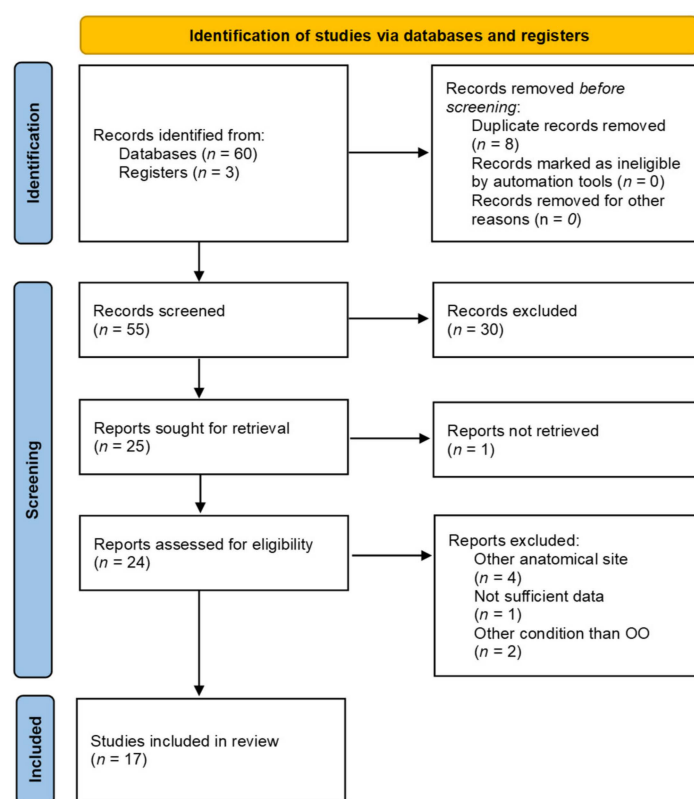 Identification of studies via databases and registers
Identification
Records identified from:
Databases (n = 60)
Registers (n = 3)
Records removed before
screening:
Duplicate records removed
(n = 8)
Records marked as ineligible
by automation tools (n = 0)
Records removed for other
reasons (n = 0)
Screening
Records screened
(n = 55)
Records excluded
(n = 30)
Reports sought for retrieval
(n = 25)
Reports not retrieved
(n = 1)
Reports assessed for eligibility
(n = 24)
Reports excluded:
Other anatomical site
(n = 4)
Not sufficient data
(n = 1)
Other condition than OO
(n = 2)
Included
Studies included in review
(n = 17)